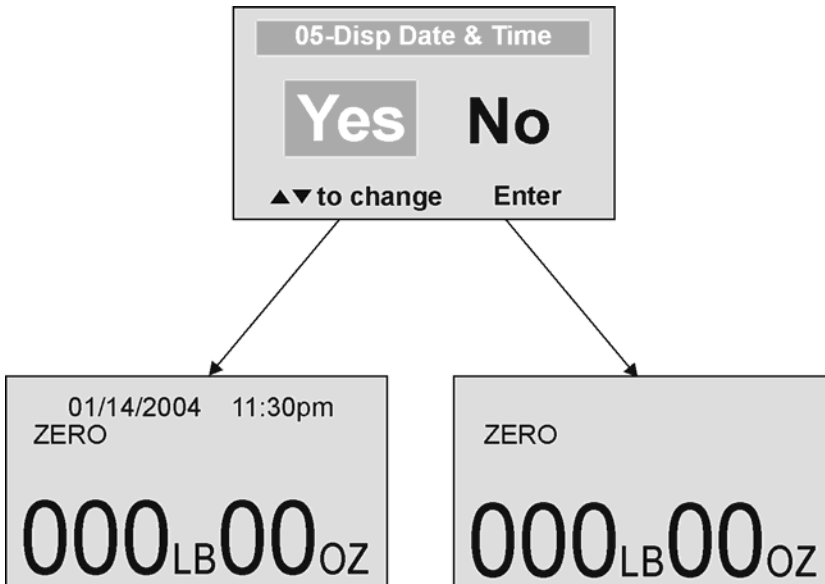 05-Disp Date & Time
Yes No
▲▼to change Enter
01/14/2004 11:30pm
ZERO
000LB00OZ
ZERO
000LB00OZ